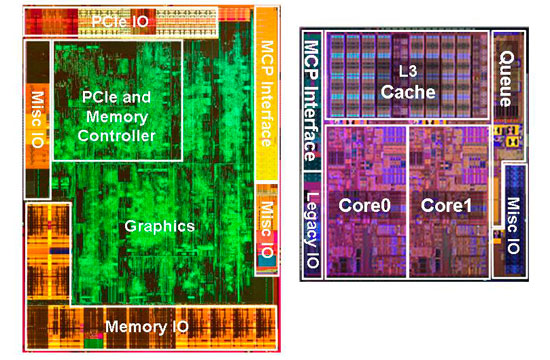 PCIe IO
Misc IO
PCIe and
Memory
Controller
MCP Interface
Misc IO
Graphics
Memory IO
MCP Interface
L3
Cache
Queue
Legacy IO
Core0
Core1
Misc IO